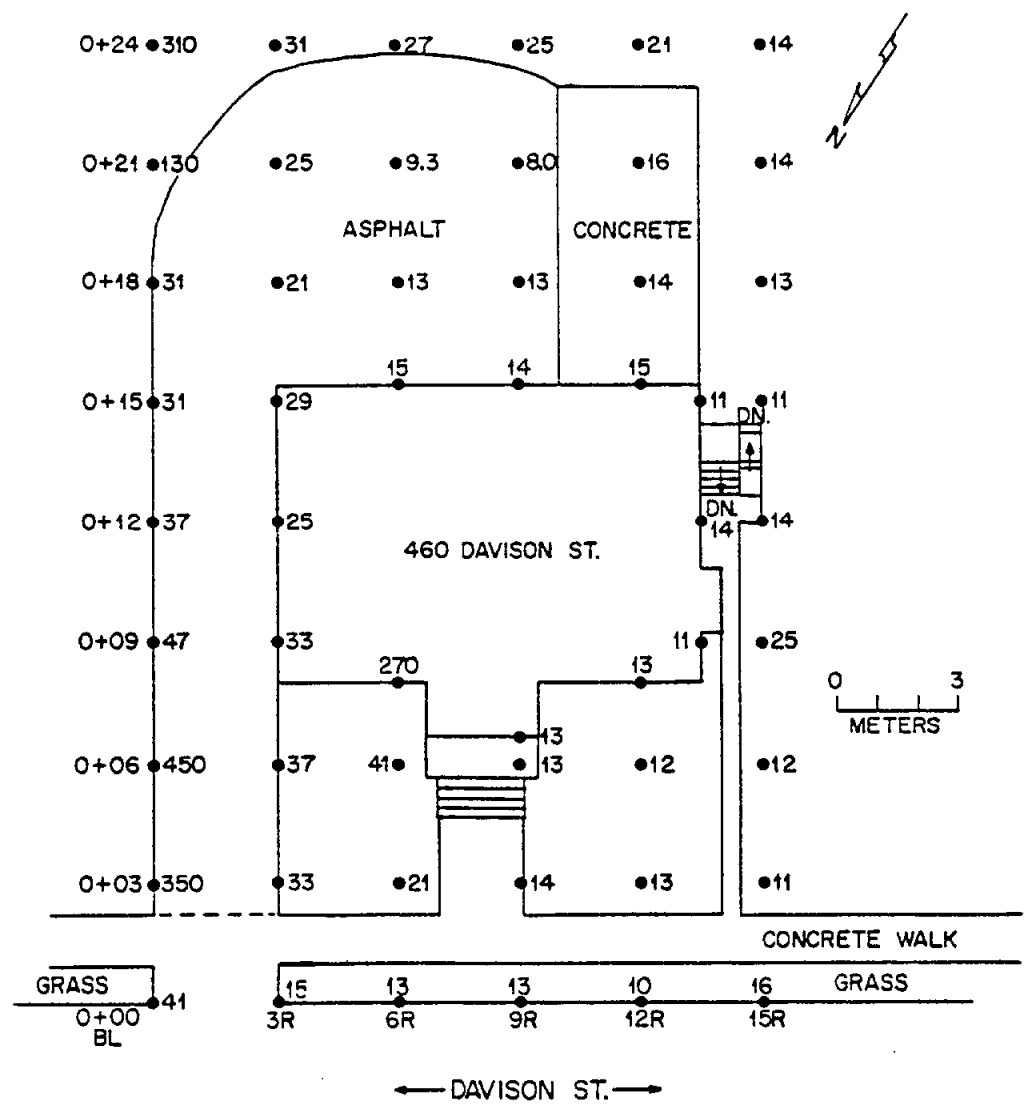 0+24 310 31 27 25 21 14
N
0+21 130 25 9.3 8.0 16 14
ASPHALT CONCRETE
0+18 31 21 13 13 14 13
15 14 15
0+15 31 29 11 11
DN.
DN.
0+12 37 25 14 14
460 DAVISON ST.
0+09 47 33 11 25
270 13
0 3
METERS
13
0+06 450 37 41 13 12 12
0+03 350 33 21 14 13 11
CONCRETE WALK
GRASS GRASS
41 15 13 13 10 16
0+00 3R 6R 9R 12R 15R
BL
DAVISON ST.